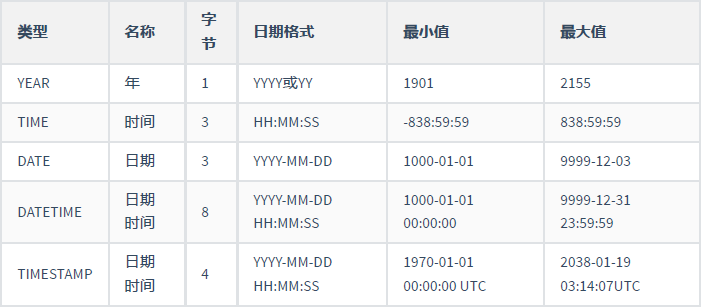 类型 名称 字节 日期格式 最小值 最大值
YEAR 年 1 YYYY或YY 1901 2155
TIME 时间 3 HH:MM:SS -838:59:59 838:59:59
DATE 日期 3 YYYY-MM-DD 1000-01-01 9999-12-03
DATETIME 日期时间 8 YYYY-MM-DD HH:MM:SS 1000-01-01 00:00:00 9999-12-31 23:59:59
TIMESTAMP 日期时间 4 YYYY-MM-DD HH:MM:SS 1970-01-01 00:00:00 UTC 2038-01-19 03:14:07UTC